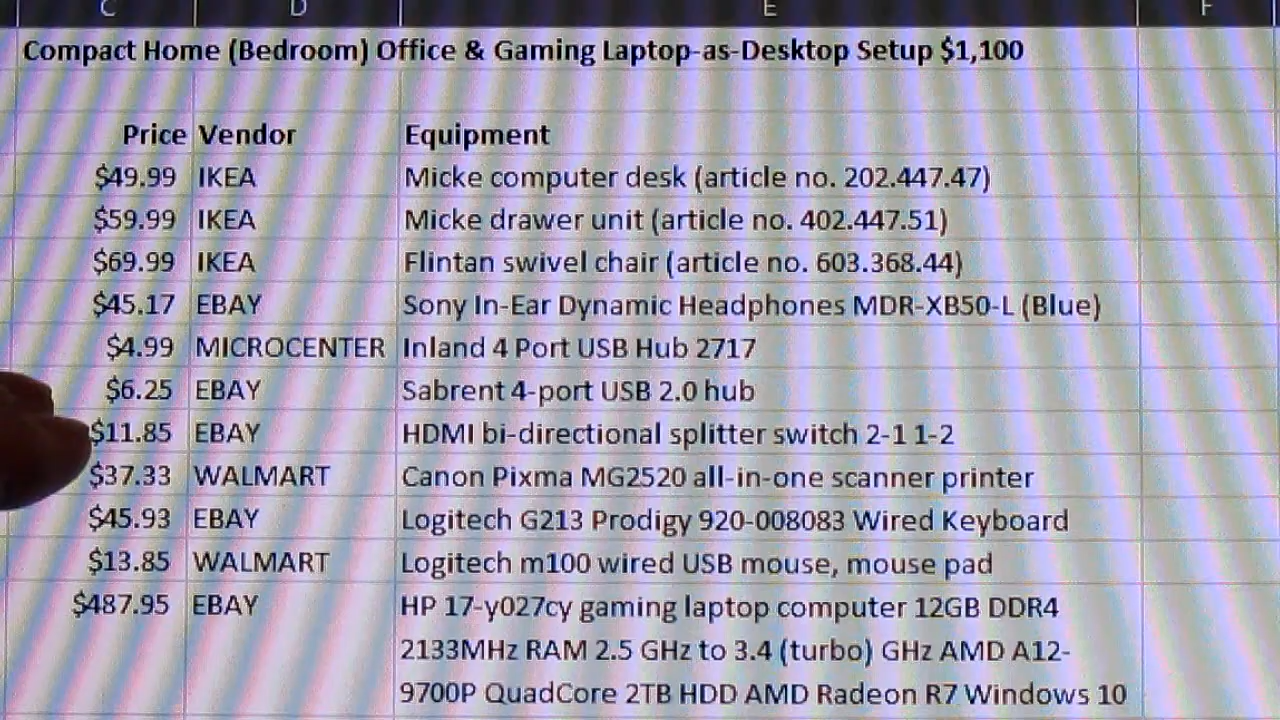 C D E F
Compact Home (Bedroom) Office & Gaming Laptop-as-Desktop Setup $1,100
Price Vendor Equipment
$49.99 IKEA Micke computer desk (article no. 202.447.47)
$59.99 IKEA Micke drawer unit (article no. 402.447.51)
$69.99 IKEA Flintan swivel chair (article no. 603.368.44)
$45.17 EBAY Sony In-Ear Dynamic Headphones MDR-XB50-L (Blue)
$4.99 MICROCENTER Inland 4 Port USB Hub 2717
$6.25 EBAY Sabrent 4-port USB 2.0 hub
$11.85 EBAY HDMI bi-directional splitter switch 2-1 1-2
$37.33 WALMART Canon Pixma MG2520 all-in-one scanner printer
$45.93 EBAY Logitech G213 Prodigy 920-008083 Wired Keyboard
$13.85 WALMART Logitech m100 wired USB mouse, mouse pad
$487.95 EBAY HP 17-y027cy gaming laptop computer 12GB DDR4
2133MHz RAM 2.5 GHz to 3.4 (turbo) GHz AMD A12-
9700P QuadCore 2TB HDD AMD Radeon R7 Windows 10